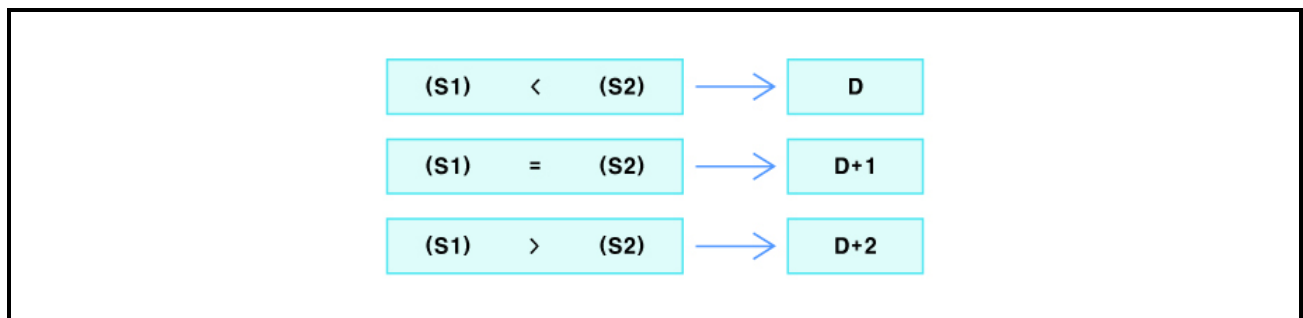 (S1) < (S2) D
(S1) = (S2) D+1
(S1) > (S2) D+2